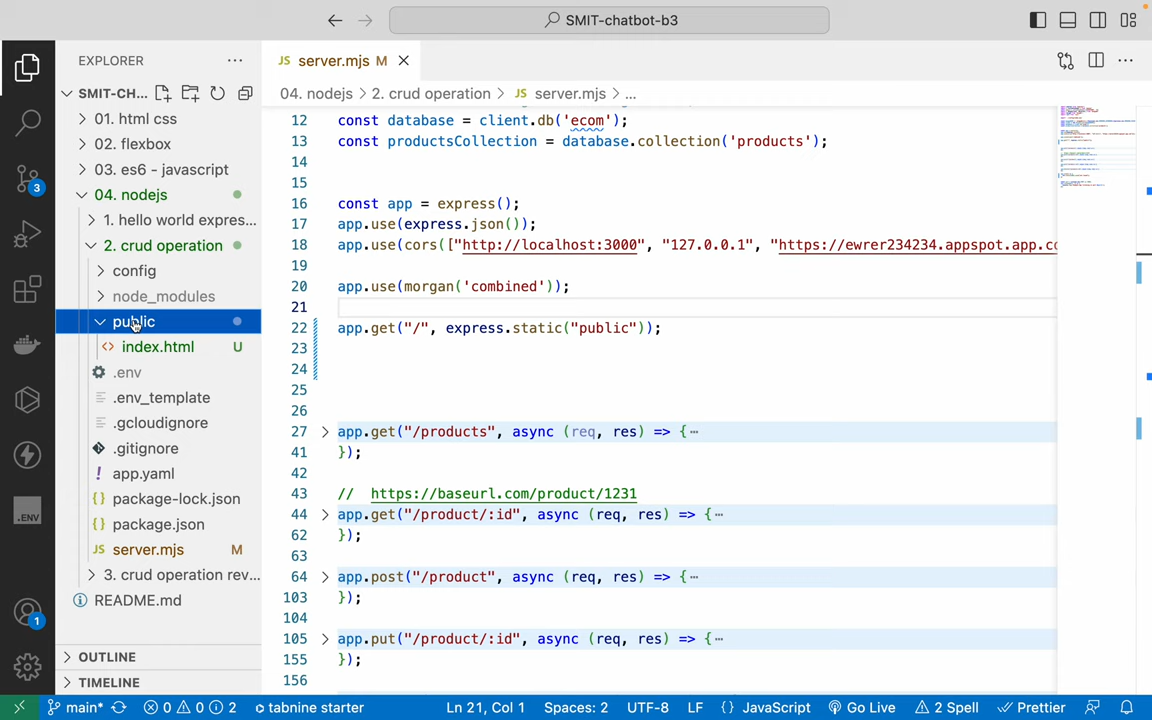 SMIT-chatbot-b3
EXPLORER
SMIT-CH...
01. html css
02. flexbox
03. es6 - javascript
04. nodejs
1. hello world expres...
2. crud operation
config
node_modules
public
index.html U
.env
.env_template
.gcloudignore
.gitignore
! app.yaml
{} package-lock.json
{} package.json
JS server.mjs M
3. crud operation rev...
README.md
OUTLINE
TIMELINE
3
.ENV
1
JS server.mjs M
04. nodejs > 2. crud operation > JS server.mjs > ...
12 const database = client.db('ecom');
13 const productsCollection = database.collection('products');
14
15
16 const app = express();
17 app.use(express.json());
18 app.use(cors(["http://localhost:3000", "127.0.0.1", "https://ewrer234234.appspot.app.co
19
20 app.use(morgan('combined'));
21
22 app.get("/", express.static("public"));
23
24
25
26
27 app.get("/products", async (req, res) => {⋯
41 });
42
43 // https://baseurl.com/product/1231
44 app.get("/product/:id", async (req, res) => {⋯
62 });
63
64 app.post("/product", async (req, res) => {⋯
103 });
104
105 app.put("/product/:id", async (req, res) => {⋯
155 });
156
main* 0 0 2 tabnine starter Ln 21, Col 1 Spaces: 2 UTF-8 LF {} JavaScript Go Live 2 Spell Prettier